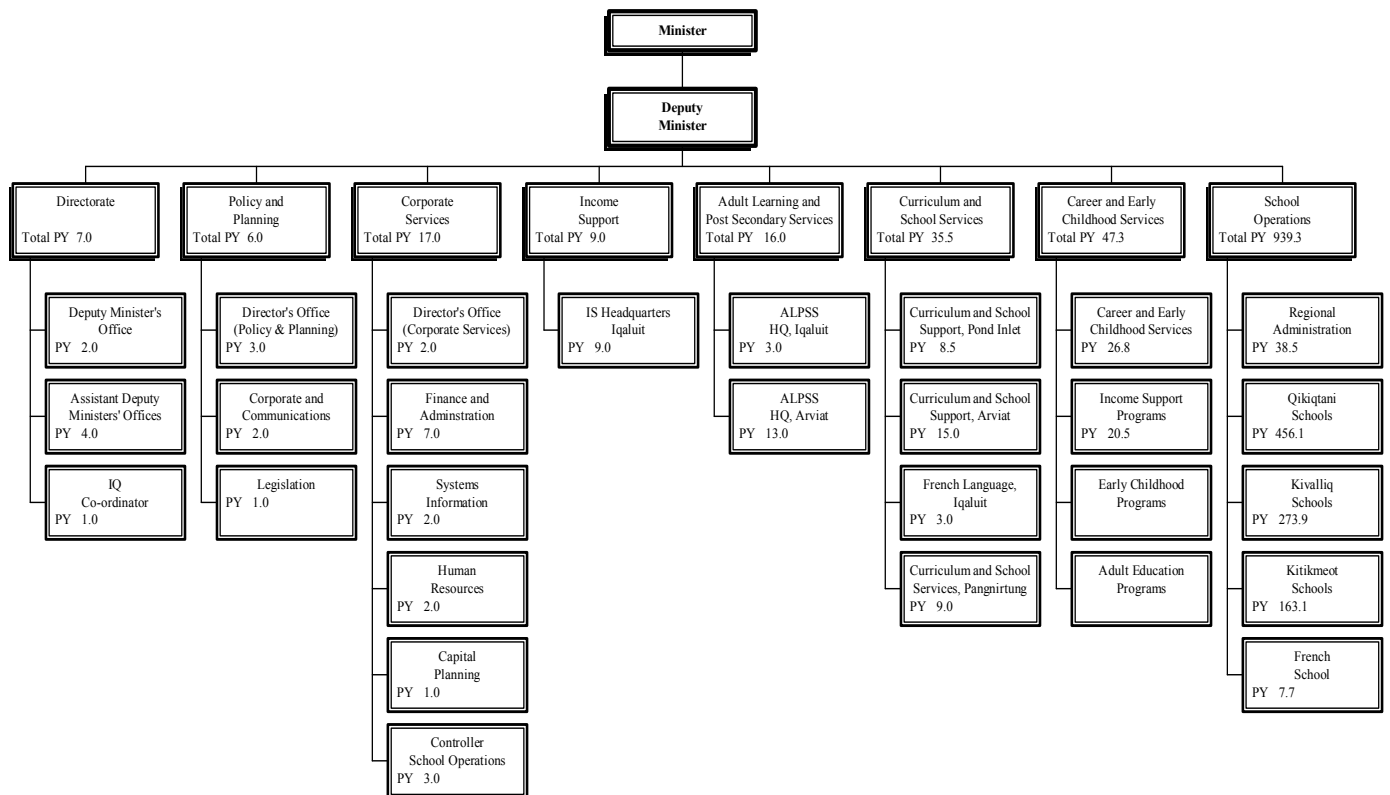 Minister
Deputy
Minister
Directorate
Total PY 7.0
Policy and
Planning
Total PY 6.0
Corporate
Services
Total PY 17.0
Income
Support
Total PY 9.0
Adult Learning and
Post Secondary Services
Total PY 16.0
Curriculum and
School Services
Total PY 35.5
Career and Early
Childhood Services
Total PY 47.3
School
Operations
Total PY 939.3
Deputy Minister's
Office
PY 2.0
Assistant Deputy
Ministers' Offices
PY 4.0
IQ
Co-ordinator
PY 1.0
Director's Office
(Policy & Planning)
PY 3.0
Corporate and
Communications
PY 2.0
Legislation
PY 1.0
Director's Office
(Corporate Services)
PY 2.0
Finance and
Adminstration
PY 7.0
Systems
Information
PY 2.0
Human
Resources
PY 2.0
Capital
Planning
PY 1.0
Controller
School Operations
PY 3.0
IS Headquarters
Iqaluit
PY 9.0
ALPSS
HQ, Iqaluit
PY 3.0
ALPSS
HQ, Arviat
PY 13.0
Curriculum and School
Support, Pond Inlet
PY 8.5
Curriculum and School
Support, Arviat
PY 15.0
French Language,
Iqaluit
PY 3.0
Curriculum and School
Services, Pangnirtung
PY 9.0
Career and Early
Childhood Services
PY 26.8
Income Support
Programs
PY 20.5
Early Childhood
Programs
Adult Education
Programs
Regional
Administration
PY 38.5
Qikiqtani
Schools
PY 456.1
Kivalliq
Schools
PY 273.9
Kitikmeot
Schools
PY 163.1
French
School
PY 7.7